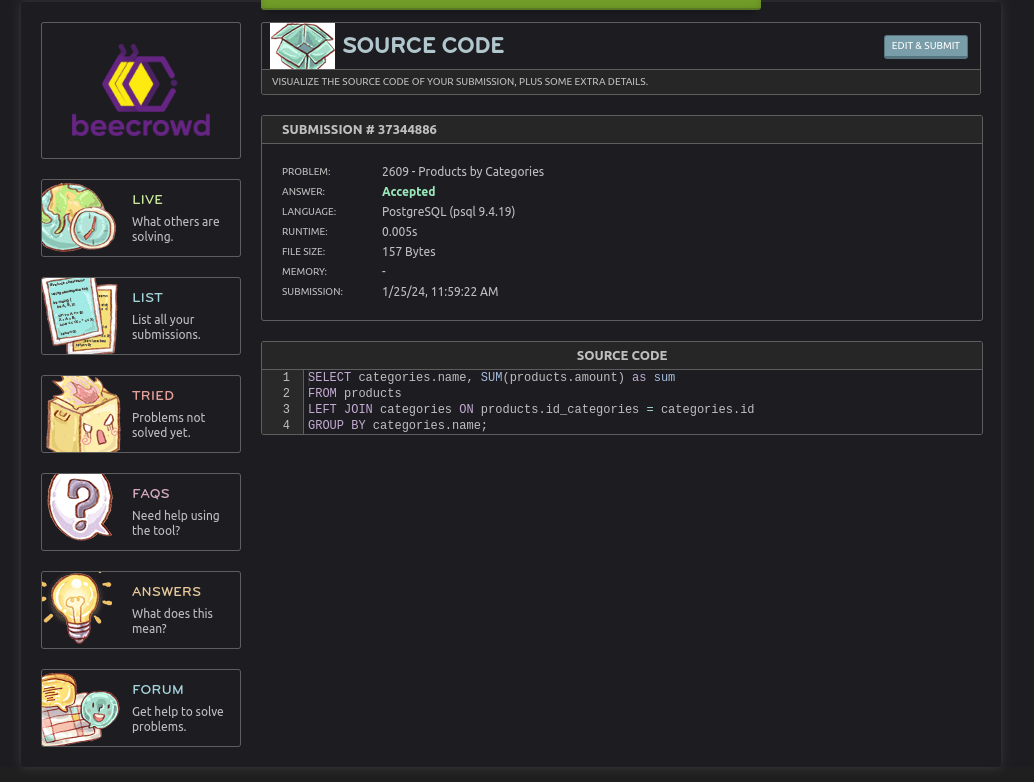 beecrowd
LIVE
What others are
solving.
LIST
List all your
submissions.
TRIED
Problems not
solved yet.
FAQS
Need help using
the tool?
ANSWERS
What does this
mean?
FORUM
Get help to solve
problems.
SOURCE CODE
EDIT & SUBMIT
VISUALIZE THE SOURCE CODE OF YOUR SUBMISSION, PLUS SOME EXTRA DETAILS.
SUBMISSION # 37344886
PROBLEM: 2609 - Products by Categories
ANSWER: Accepted
LANGUAGE: PostgreSQL (psql 9.4.19)
RUNTIME: 0.005s
FILE SIZE: 157 Bytes
MEMORY: -
SUBMISSION: 1/25/24, 11:59:22 AM
SOURCE CODE
1 SELECT categories.name, SUM(products.amount) as sum
2 FROM products
3 LEFT JOIN categories ON products.id_categories = categories.id
4 GROUP BY categories.name;